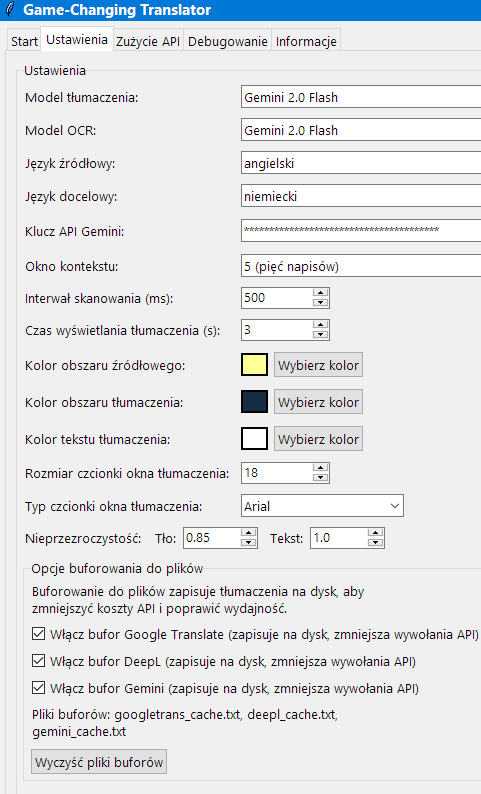 Game-Changing Translator
Start Ustawienia Zużycie API Debugowanie Informacje
Ustawienia
Model tłumaczenia: Gemini 2.0 Flash
Model OCR: Gemini 2.0 Flash
Język źródłowy: angielski
Język docelowy: niemiecki
Klucz API Gemini: ***************************************
Okno kontekstu: 5 (pięć napisów)
Interwał skanowania (ms): 500
Czas wyświetlania tłumaczenia (s): 3
Kolor obszaru źródłowego: Wybierz kolor
Kolor obszaru tłumaczenia: Wybierz kolor
Kolor tekstu tłumaczenia: Wybierz kolor
Rozmiar czcionki okna tłumaczenia: 18
Typ czcionki okna tłumaczenia: Arial
Nieprzezroczystość: Tło: 0.85 Tekst: 1.0
Opcje buforowania do plików
Buforowanie do plików zapisuje tłumaczenia na dysk, aby
zmniejszyć koszty API i poprawić wydajność.
Włącz bufor Google Translate (zapisuje na dysk, zmniejsza wywołania API)
Włącz bufor DeepL (zapisuje na dysk, zmniejsza wywołania API)
Włącz bufor Gemini (zapisuje na dysk, zmniejsza wywołania API)
Pliki buforów: googletrans_cache.txt, deepl_cache.txt,
gemini_cache.txt
Wyczyść pliki buforów